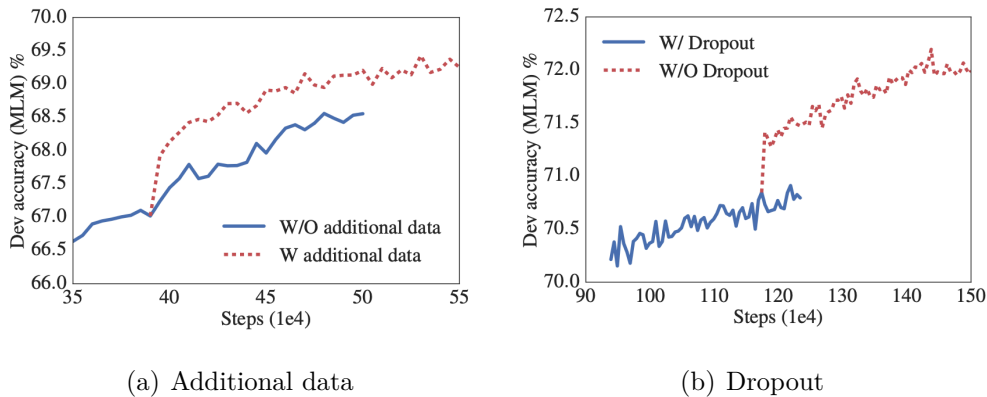 70.0
69.5
69.0
68.5
68.0
67.5
67.0
66.5
66.0
Dev accuracy (MLM) %
W/O additional data
W additional data
35 40 45 50 55
Steps (1e4)
(a) Additional data
72.5
72.0
71.5
71.0
70.5
70.0
Dev accuracy (MLM) %
W/ Dropout
W/O Dropout
90 100 110 120 130 140 150
Steps (1e4)
(b) Dropout